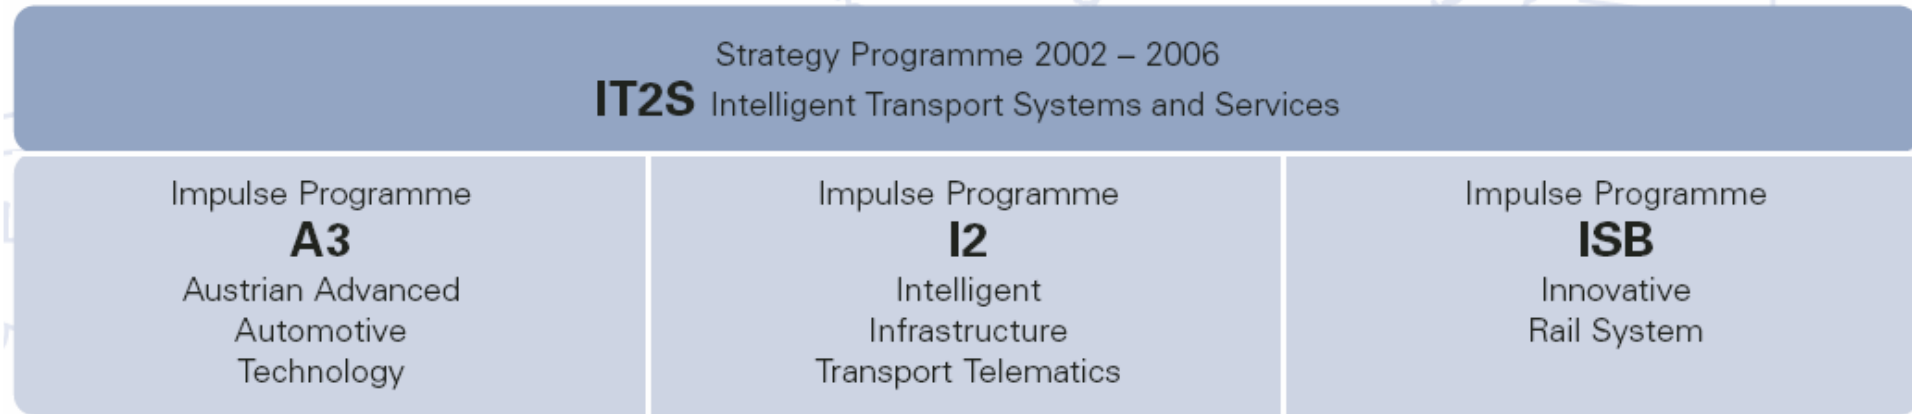 Strategy Programme 2002 – 2006
IT2S Intelligent Transport Systems and Services
Impulse Programme
A3
Austrian Advanced
Automotive
Technology
Impulse Programme
I2
Intelligent
Infrastructure
Transport Telematics
Impulse Programme
ISB
Innovative
Rail System